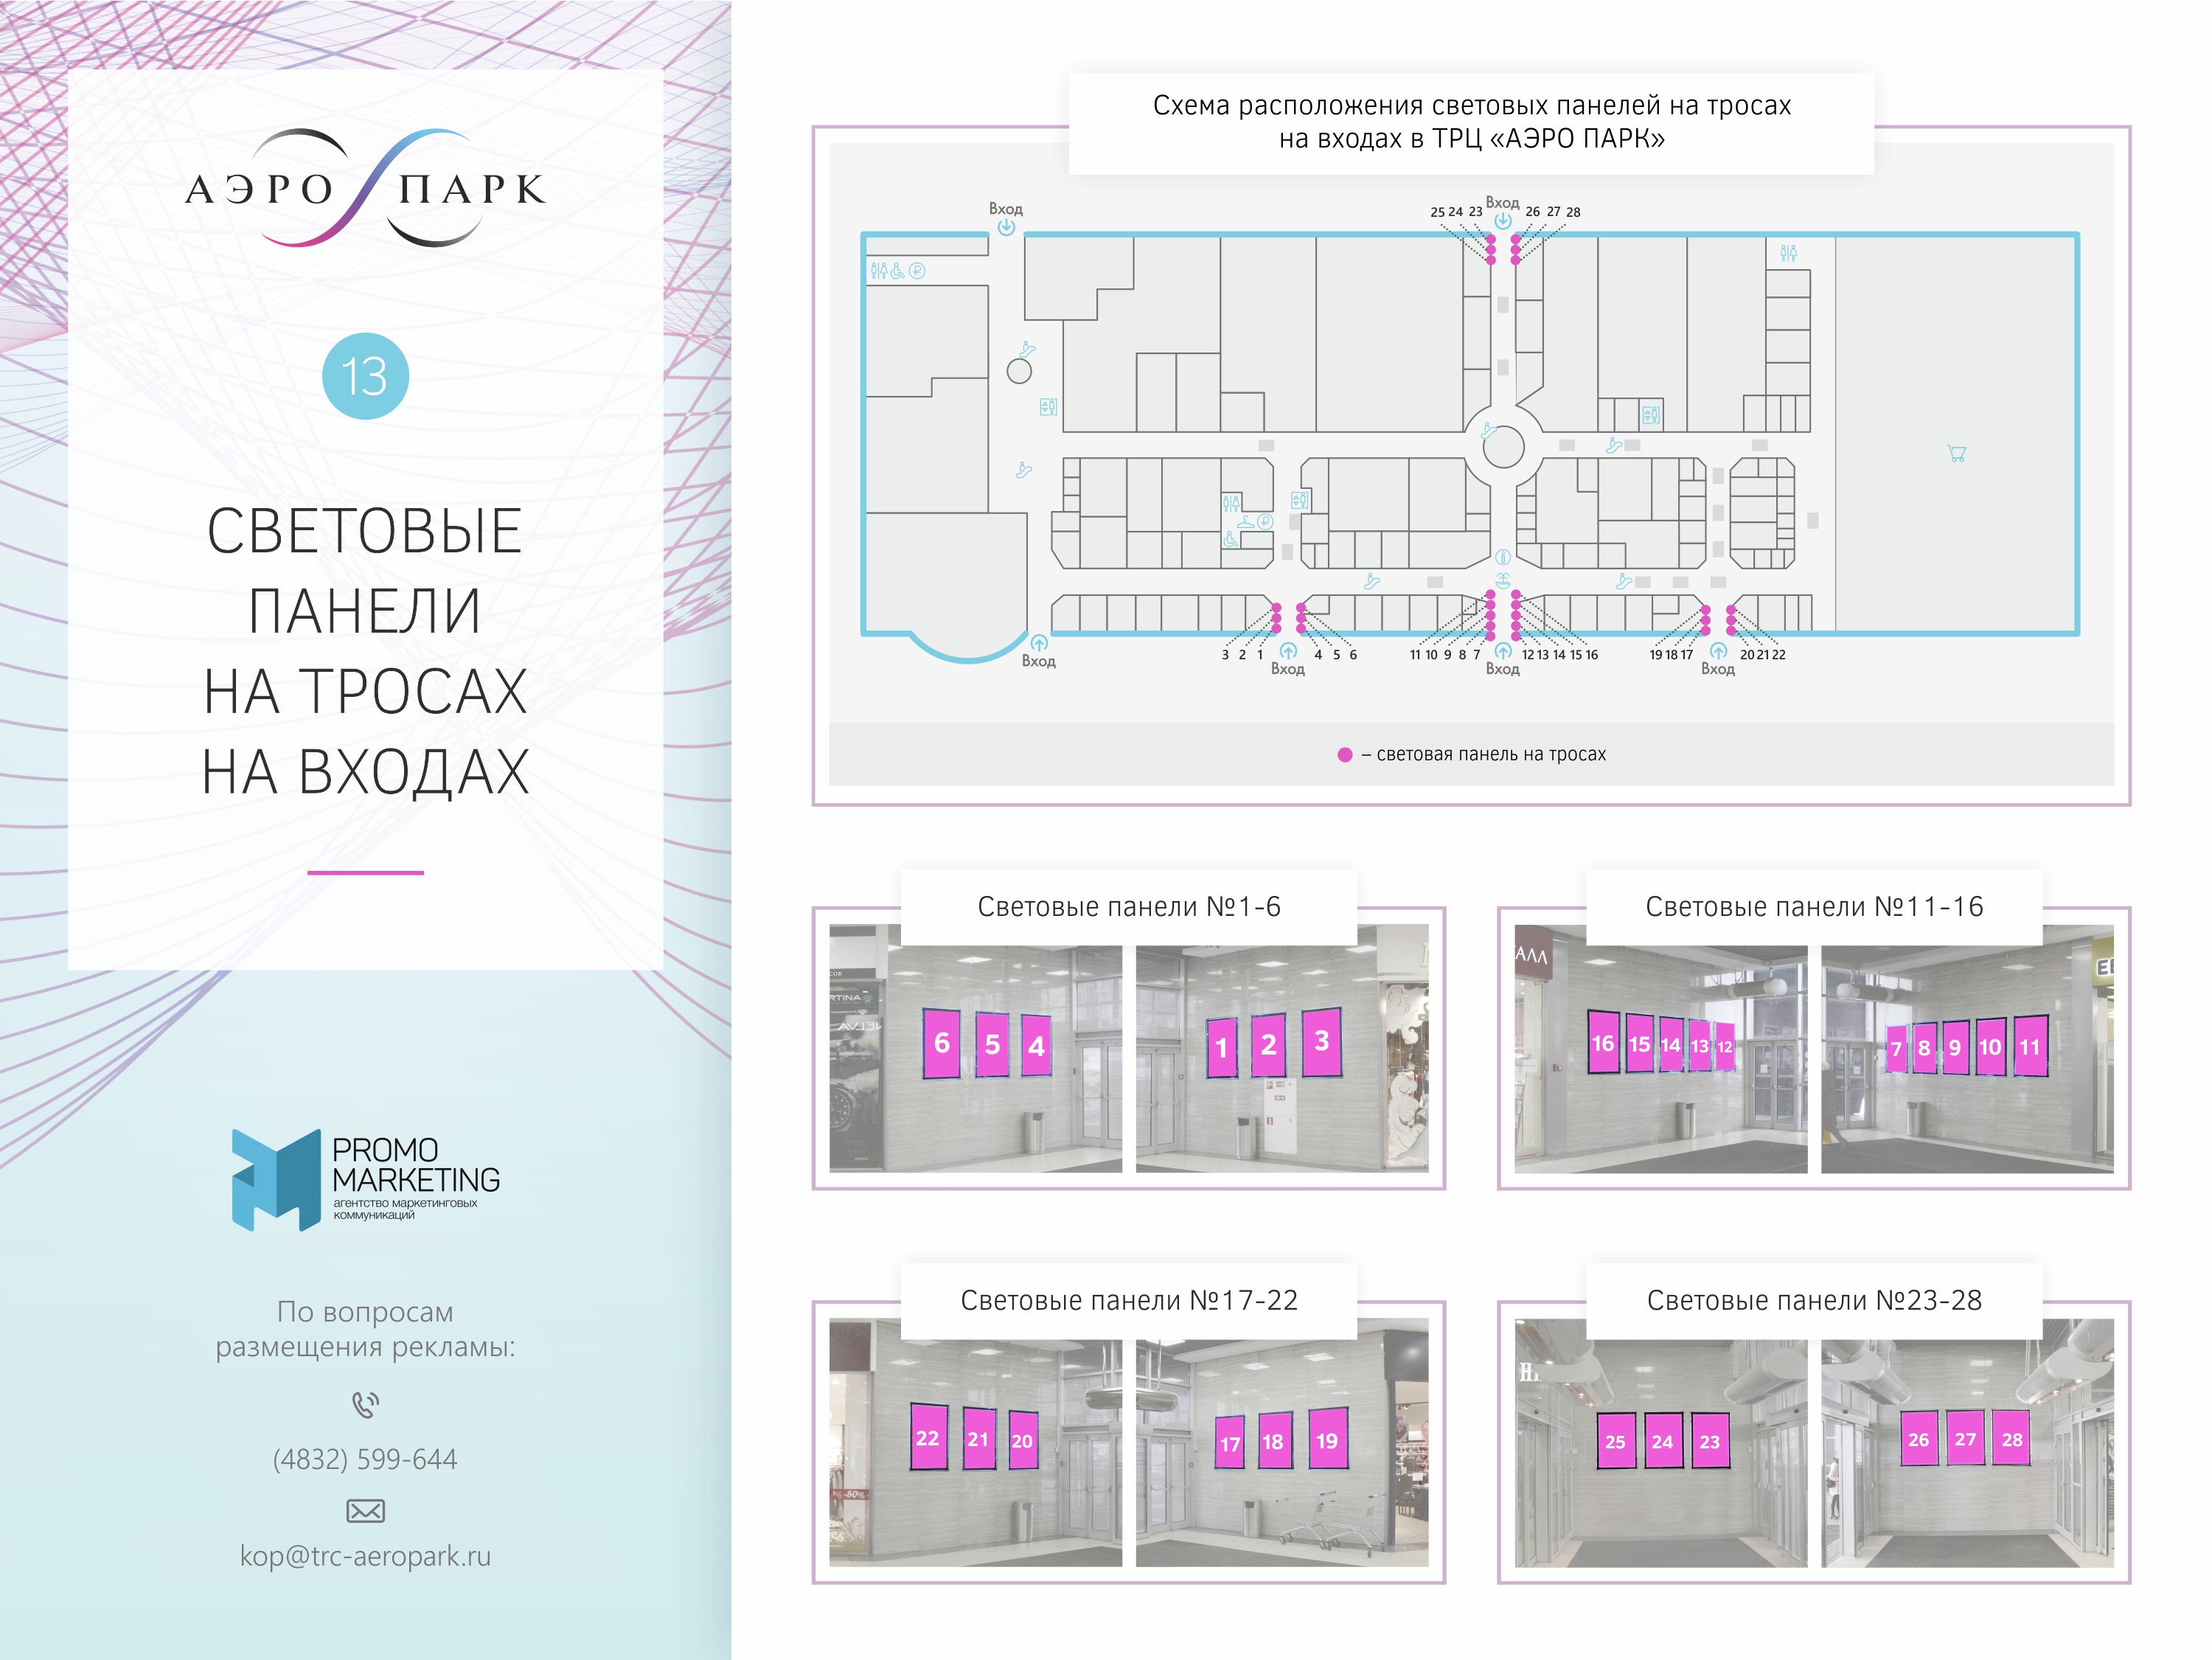 АЭРО ПАРК
13
СВЕТОВЫЕ
ПАНЕЛИ
НА ТРОСАХ
НА ВХОДАХ
PROMO
MARKETING
агентство маркетинговых
коммуникаций
По вопросам
размещения рекламы:
(4832) 599-644
kop@trc-aeropark.ru
Схема расположения световых панелей на тросах
на входах в ТРЦ «АЭРО ПАРК»
Вход
Вход
25 24 23
26 27 28
3 2 1
4 5 6
11 10 9 8 7
12 13 14 15 16
19 18 17
20 21 22
Вход
Вход
Вход
Вход
– световая панель на тросах
Световые панели №1-6
6 5 4
1 2 3
Световые панели №11-16
16 15 14 13 12
7 8 9 10 11
Световые панели №17-22
22 21 20
-50%
17 18 19
Световые панели №23-28
25 24 23
26 27 28